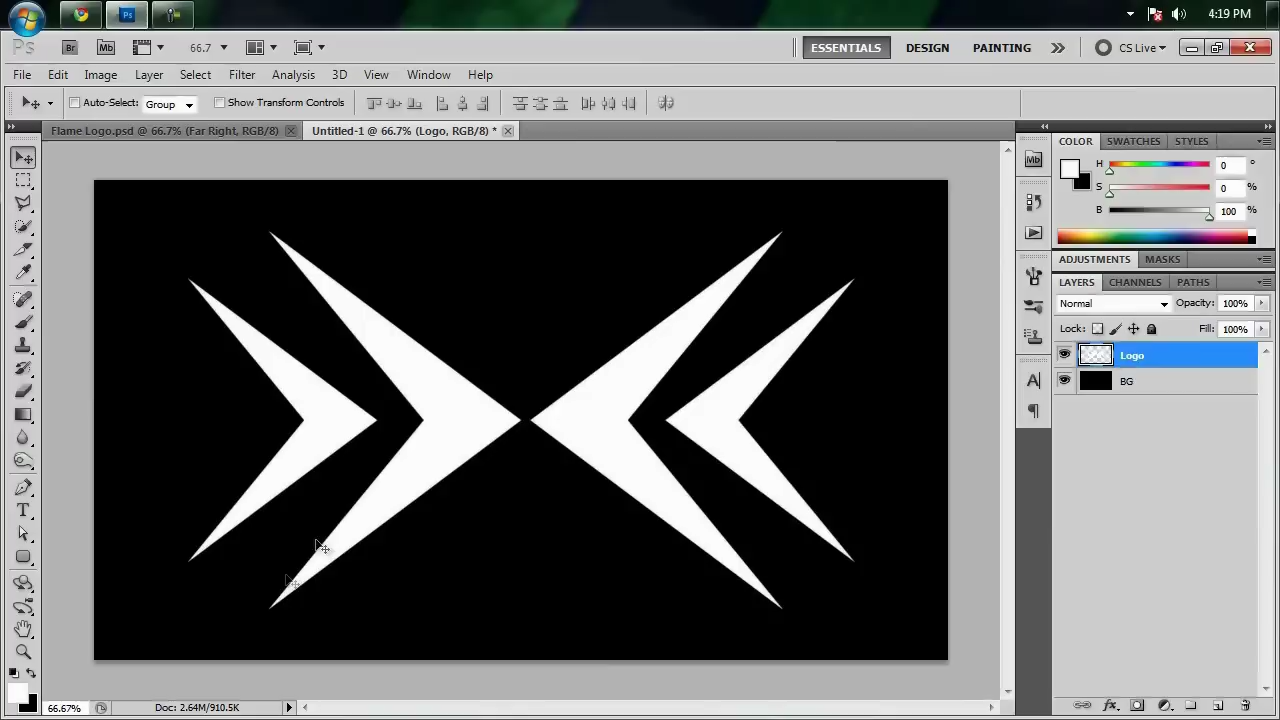 4:19 PM
Ps Br Mb 66.7 ESSENTIALS DESIGN PAINTING CS Live
File Edit Image Layer Select Filter Analysis 3D View Window Help
Auto-Select: Group Show Transform Controls
Flame Logo.psd @ 66.7% (Far Right, RGB/8) Untitled-1 @ 66.7% (Logo, RGB/8) *
COLOR SWATCHES STYLES
Mb
H 0 °
S 0 %
B 100 %
ADJUSTMENTS MASKS
LAYERS CHANNELS PATHS
Normal Opacity: 100%
Lock: Fill: 100%
Logo
BG
66.67% Doc: 2.64M/910.5K